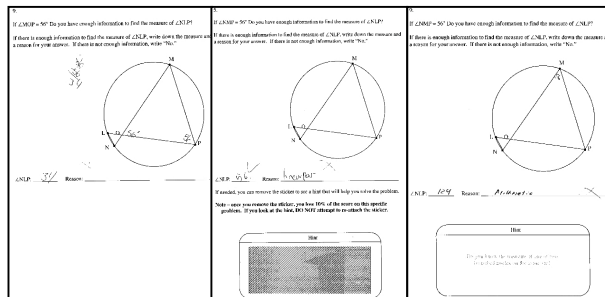 9.
If ∠MOP = 56° Do you have enough information to find the measure of ∠NLP?
If there is enough information to find the measure of ∠NLP, write down the measure and
a reason for your answer. If there is not enough information, write "No."
M
L
O
56
N
P
∠NLP: 34 Reason:
5.
If ∠NMP = 56° Do you have enough information to find the measure of ∠NLP?
If there is enough information to find the measure of ∠NLP, write down the measure and
a reason for your answer. If there is not enough information, write "No."
M
L
O
N
P
∠NLP: 56 Reason:
If needed, you can remove the sticker to see a hint that will help you solve the problem.
Note – once you remove the sticker, you lose 10% of the score on this specific
problem. If you look at the hint, DO NOT attempt to re-attach the sticker.
Hint
9.
If ∠NMP = 56° Do you have enough information to find the measure of ∠NLP?
If there is enough information to find the measure of ∠NLP, write down the measure
a reason for your answer. If there is not enough information, write "No."
M
L
O
N
P
∠NLP: 124 Reason: Arithmetic
Hint